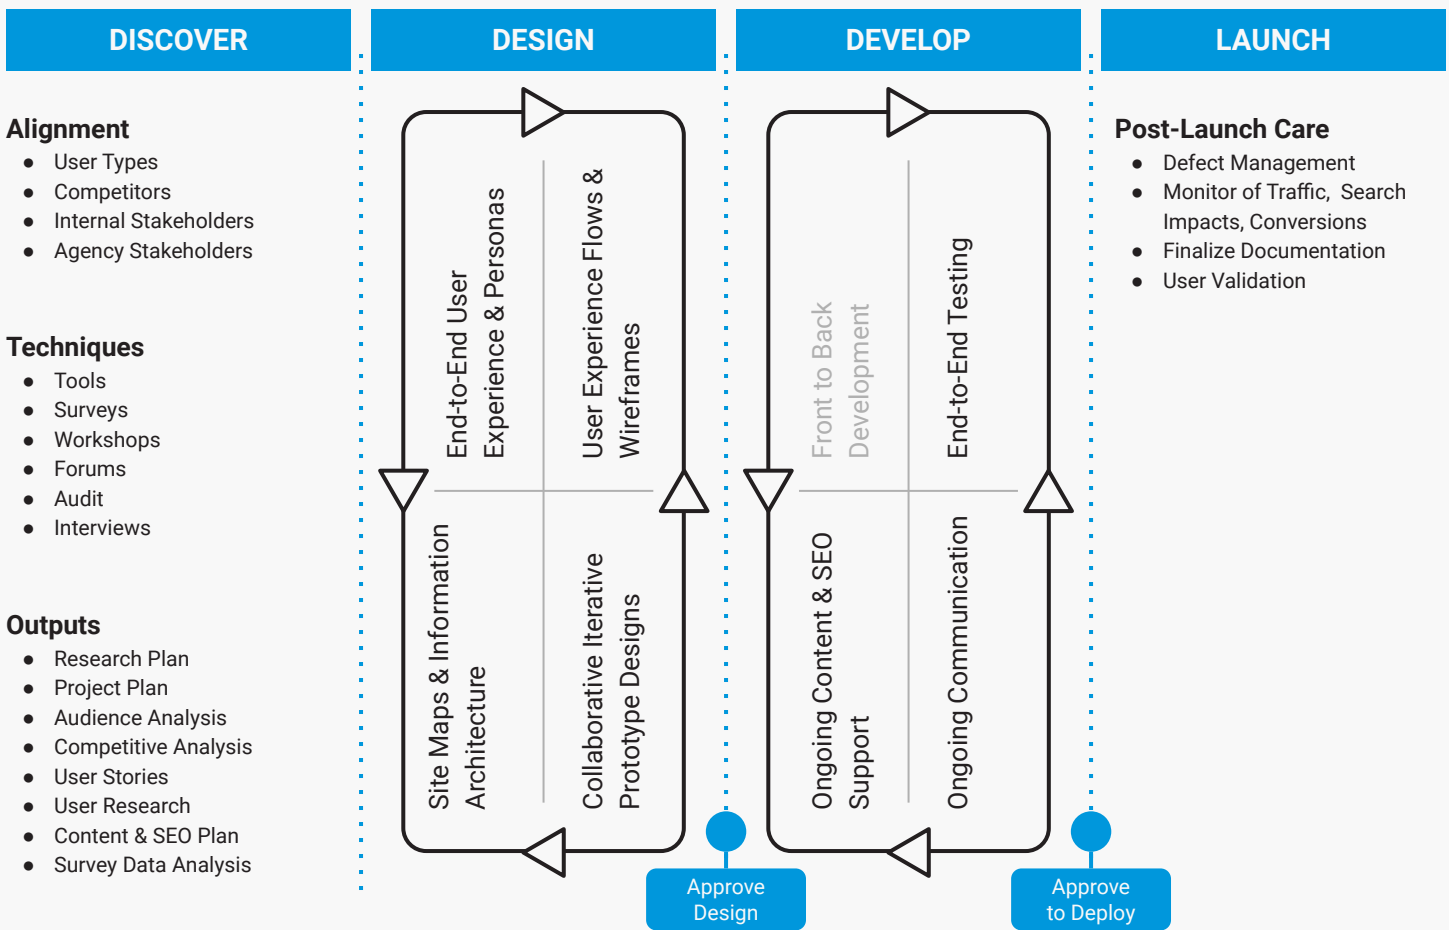 DISCOVER
Alignment
● User Types
● Competitors
● Internal Stakeholders
● Agency Stakeholders
Techniques
● Tools
● Surveys
● Workshops
● Forums
● Audit
● Interviews
Outputs
● Research Plan
● Project Plan
● Audience Analysis
● Competitive Analysis
● User Stories
● User Research
● Content & SEO Plan
● Survey Data Analysis
DESIGN
End-to-End User
Experience & Personas
User Experience Flows &
Wireframes
Site Maps & Information
Architecture
Collaborative Iterative
Prototype Designs
Approve
Design
DEVELOP
Front to Back
Development
End-to-End Testing
Ongoing Content & SEO
Support
Ongoing Communication
Approve
to Deploy
LAUNCH
Post-Launch Care
● Defect Management
● Monitor of Traffic, Search
Impacts, Conversions
● Finalize Documentation
● User Validation